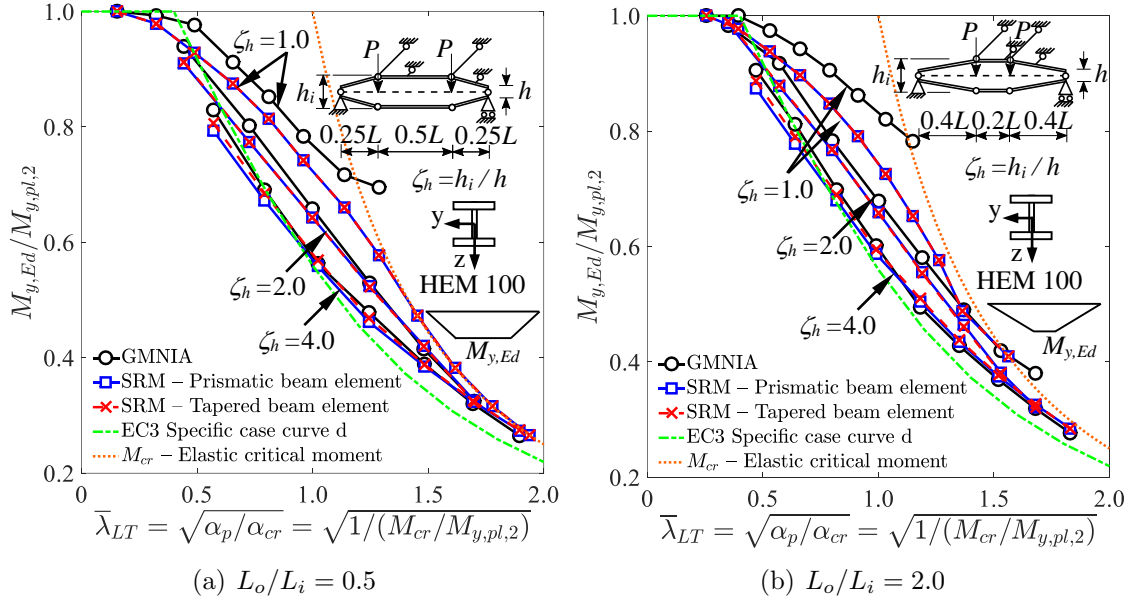 1.0
0.8
0.6
0.4
0.2
0
0.5
1.0
1.5
2.0
M_{y,Ed}/M_{y,pl,2}
ζ_h=1.0
P P
h_i h
0.25L 0.5L 0.25L
ζ_h=h_i / h
y
z
HEM 100
ζ_h=2.0
ζ_h=4.0
M_{y,Ed}
GMNIA
SRM – Prismatic beam element
SRM – Tapered beam element
EC3 Specific case curve d
M_{cr} – Elastic critical moment
λ̅_{LT} = √(α_p/α_{cr}) = √(1/(M_{cr}/M_{y,pl,2}))
(a) L_o/L_i = 0.5
1.0
0.8
0.6
0.4
0.2
0
0.5
1.0
1.5
2.0
M_{y,Ed}/M_{y,pl,2}
P P
h_i h
0.4L 0.2L 0.4L
ζ_h=h_i / h
ζ_h=1.0
y
z
HEM 100
ζ_h=2.0
ζ_h=4.0
M_{y,Ed}
GMNIA
SRM – Prismatic beam element
SRM – Tapered beam element
EC3 Specific case curve d
M_{cr} – Elastic critical moment
λ̅_{LT} = √(α_p/α_{cr}) = √(1/(M_{cr}/M_{y,pl,2}))
(b) L_o/L_i = 2.0